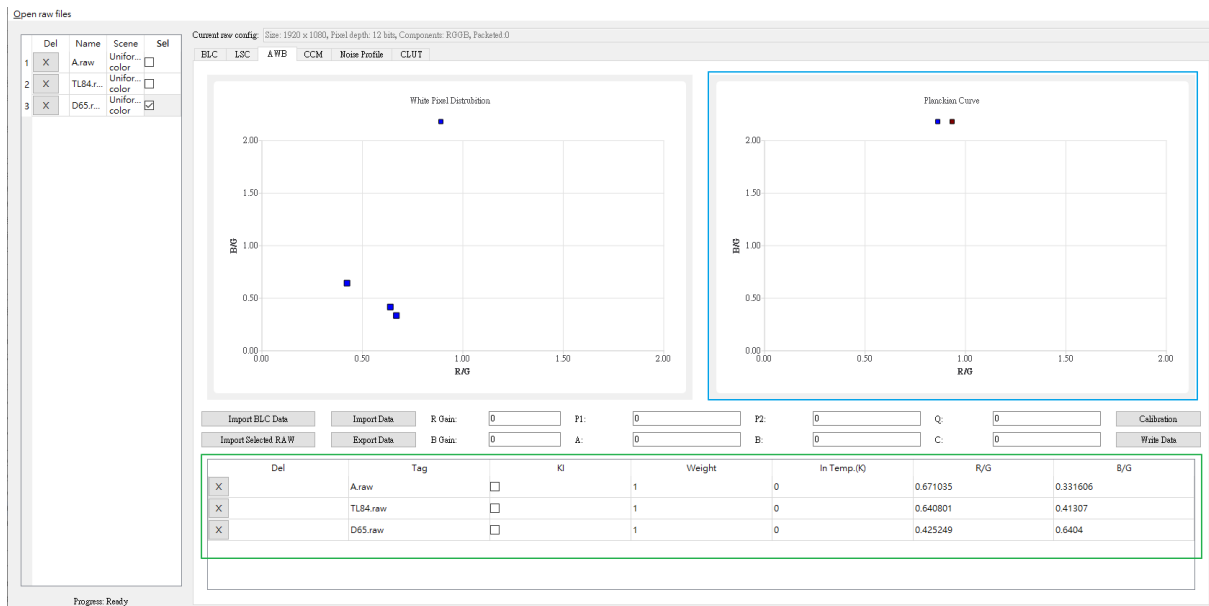 Open raw files
Del Name Scene Sel
1 X A.raw Unifor... color
2 X TL84.r... Unifor... color
3 X D65.r... Unifor... color
Progress: Ready
Current raw config: Size: 1920 x 1080, Pixel depth: 12 bits, Components: RGGB, Packeted:0
BLC LSC AWB CCM Noise Profile CLUT
White Pixel Distrubition
2.00
1.50
1.00
0.50
0.00
B/G
0.00 0.50 1.00 1.50 2.00
R/G
Planckian Curve
2.00
1.50
1.00
0.50
0.00
B/G
0.00 0.50 1.00 1.50 2.00
R/G
Import BLC Data Import Data R Gain: 0 P1: 0 P2: 0 Q: 0 Calibration
Import Selected RAW Export Data B Gain: 0 A: 0 B: 0 C: 0 Write Data
Del Tag KI Weight In Temp.(K) R/G B/G
X A.raw 1 0 0.671035 0.331606
X TL84.raw 1 0 0.640801 0.41307
X D65.raw 1 0 0.425249 0.6404